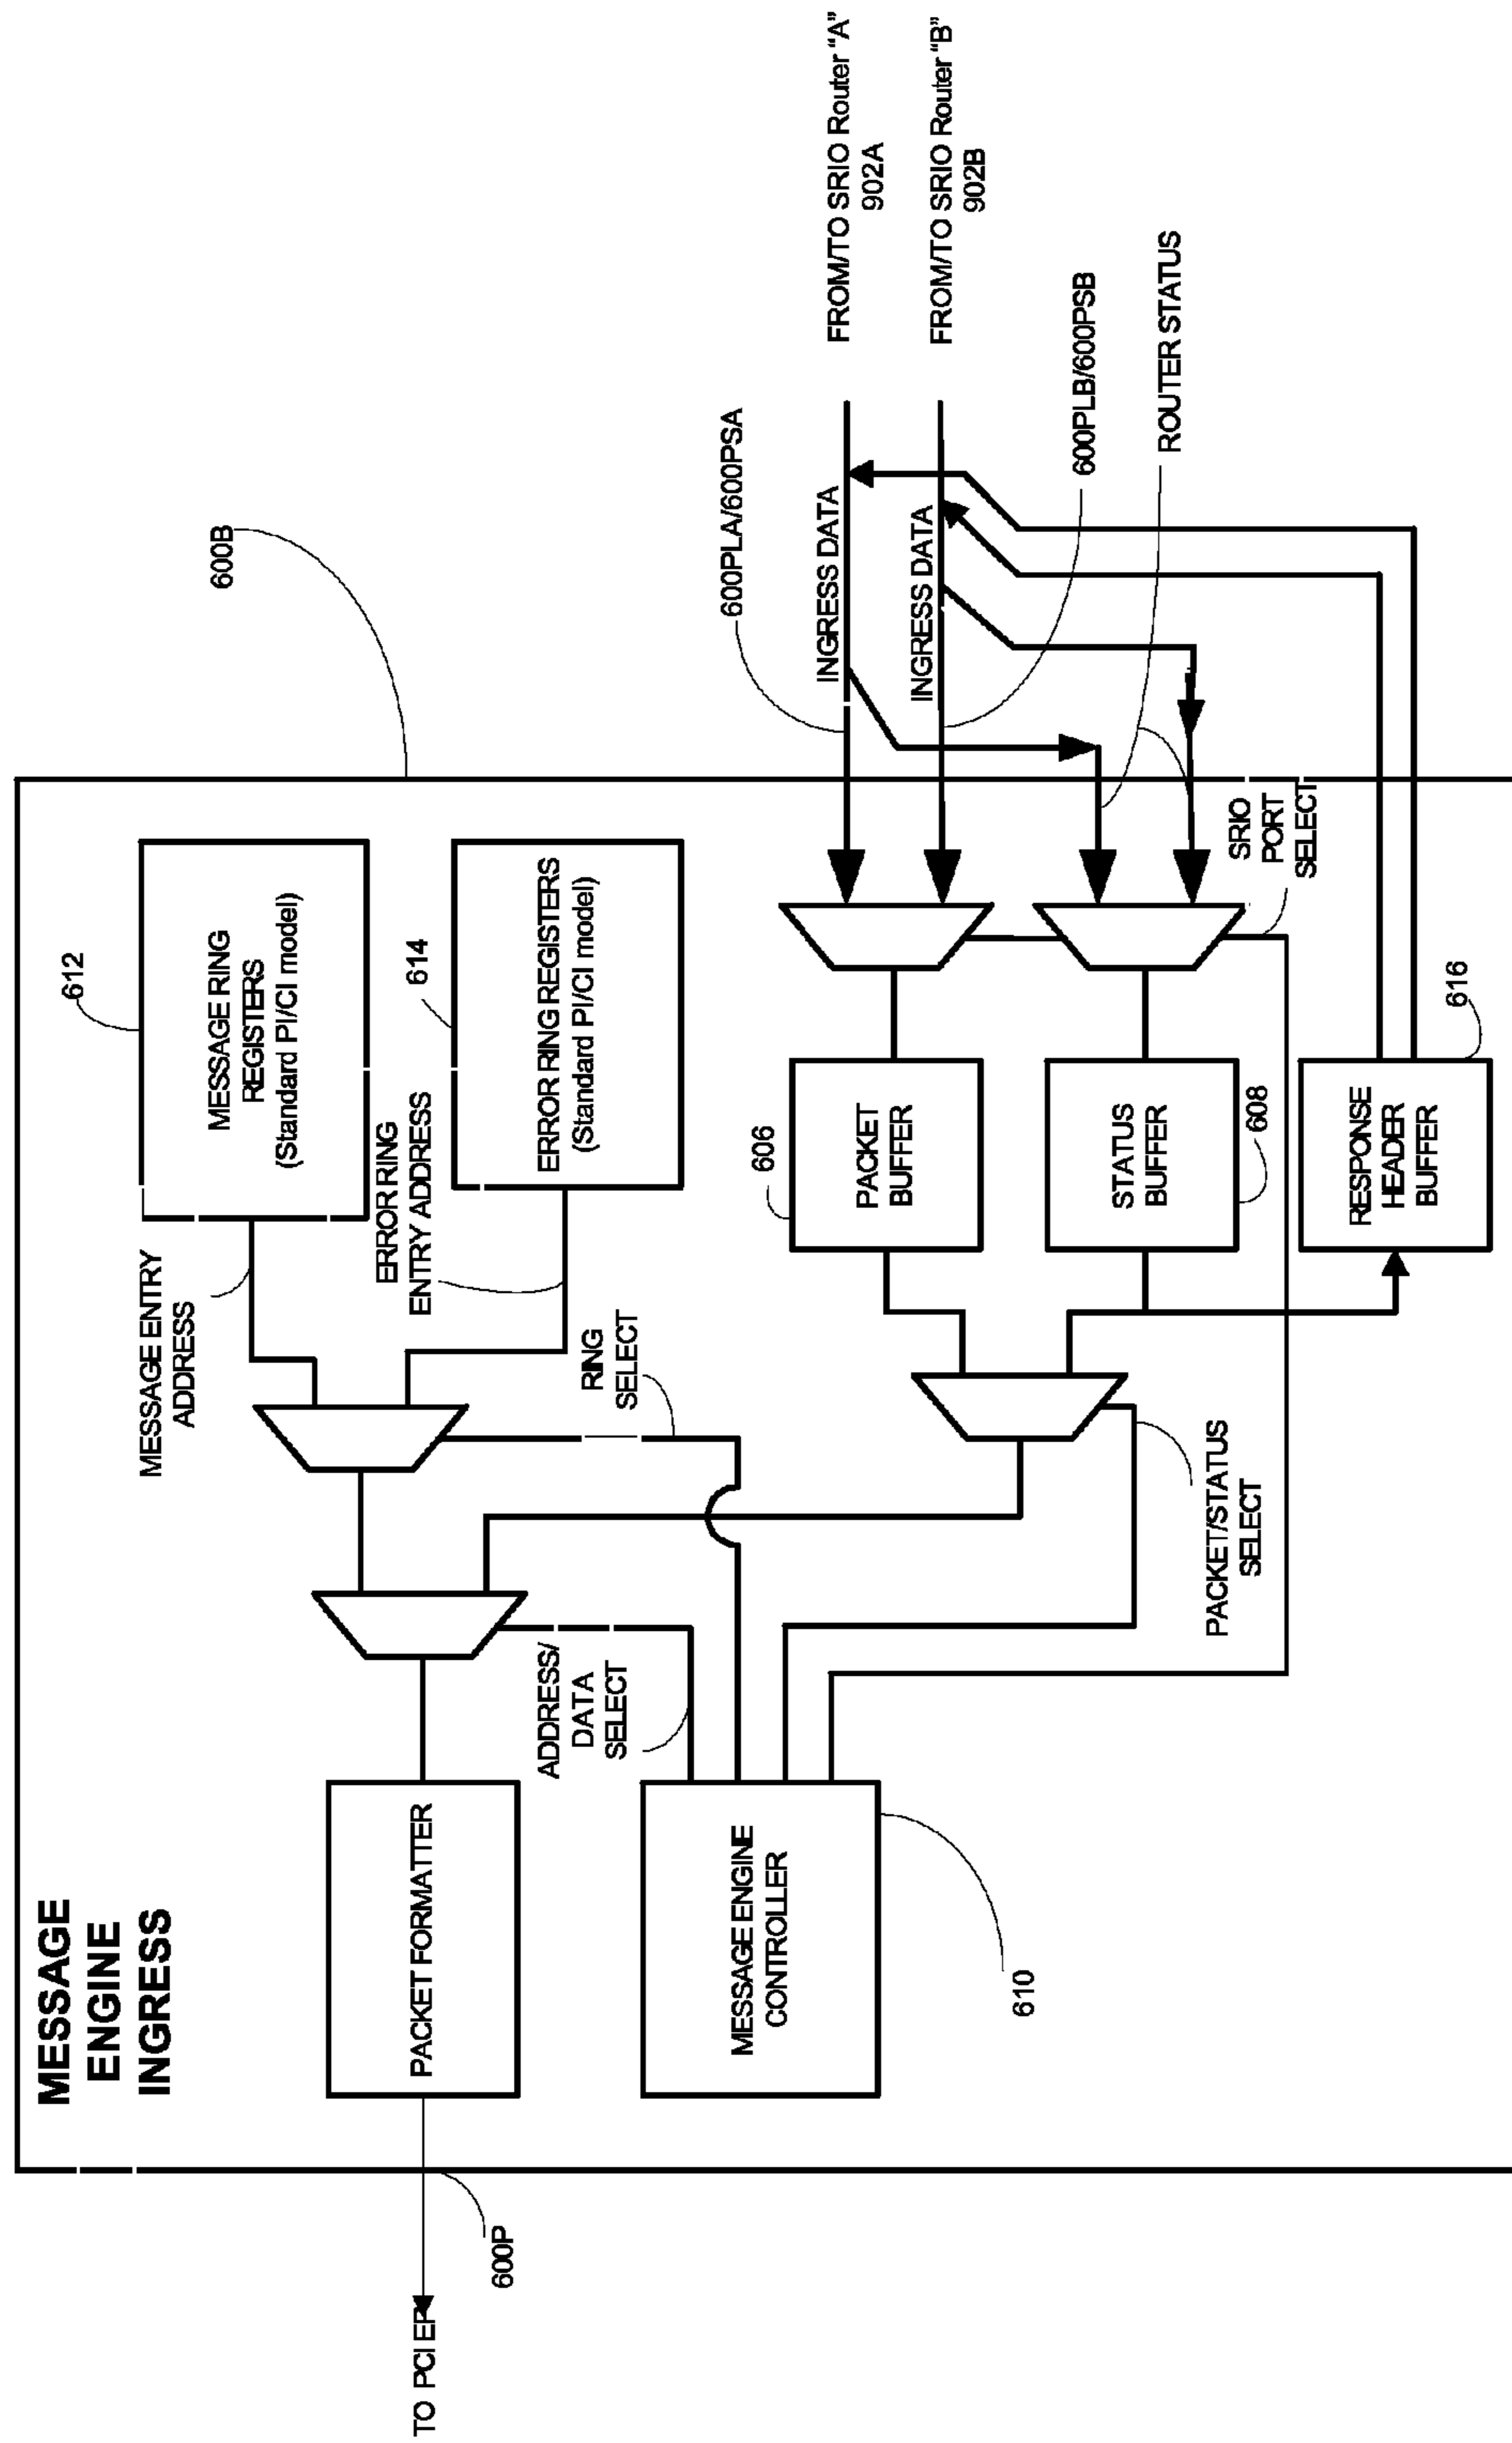 MESSAGE
ENGINE
INGRESS
600B
612
MESSAGE RING
REGISTERS
(Standard PI/CI model)
614
ERROR RING REGISTERS
(Standard PI/CI model)
MESSAGE ENTRY
ADDRESS
ERROR RING
ENTRY ADDRESS
RING
SELECT
TO PCI EP
600P
PACKET FORMATTER
ADDRESS/
DATA
SELECT
MESSAGE ENGINE
CONTROLLER
610
606
PACKET
BUFFER
STATUS
BUFFER
608
RESPONSE
HEADER
BUFFER
616
PACKET/STATUS
SELECT
SRIO
PORT
SELECT
600PLA/600PSA
INGRESS DATA
INGRESS DATA
600PLB/600PSB
ROUTER STATUS
FROM/TO SRIO Router “A”
902A
FROM/TO SRIO Router “B”
902B